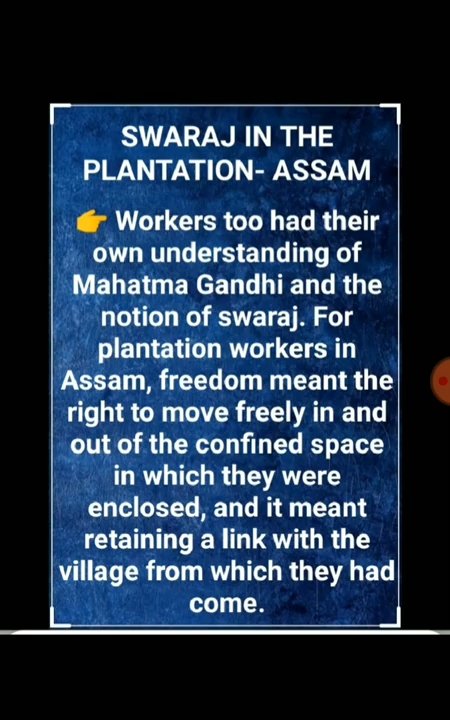 SWARAJ IN THE
PLANTATION- ASSAM
👉 Workers too had their
own understanding of
Mahatma Gandhi and the
notion of swaraj. For
plantation workers in
Assam, freedom meant the
right to move freely in and
out of the confined space
in which they were
enclosed, and it meant
retaining a link with the
village from which they had
come.